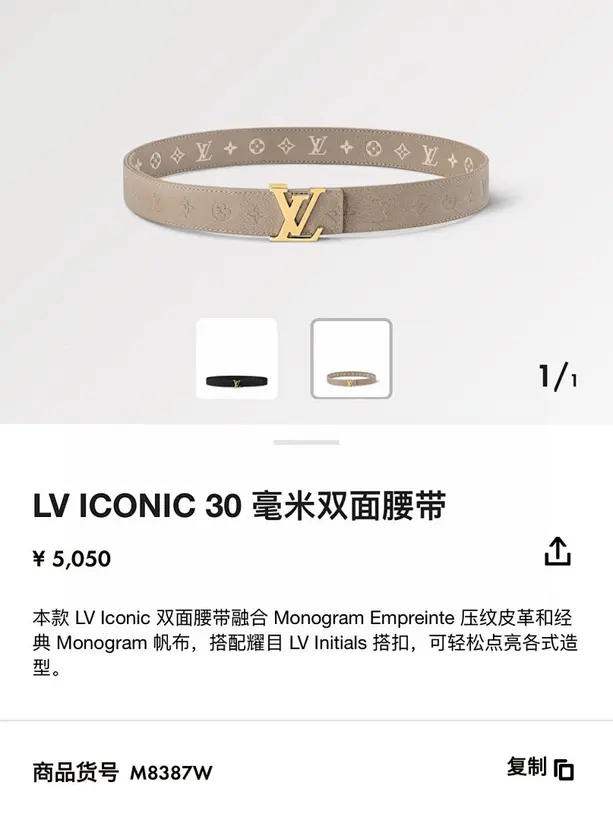 1/1
LV ICONIC 30 毫米双面腰带
¥ 5,050
本款 LV Iconic 双面腰带融合 Monogram Empreinte 压纹皮革和经
典 Monogram 帆布，搭配耀目 LV Initials 搭扣，可轻松点亮各式造
型。
商品货号 M8387W
复制